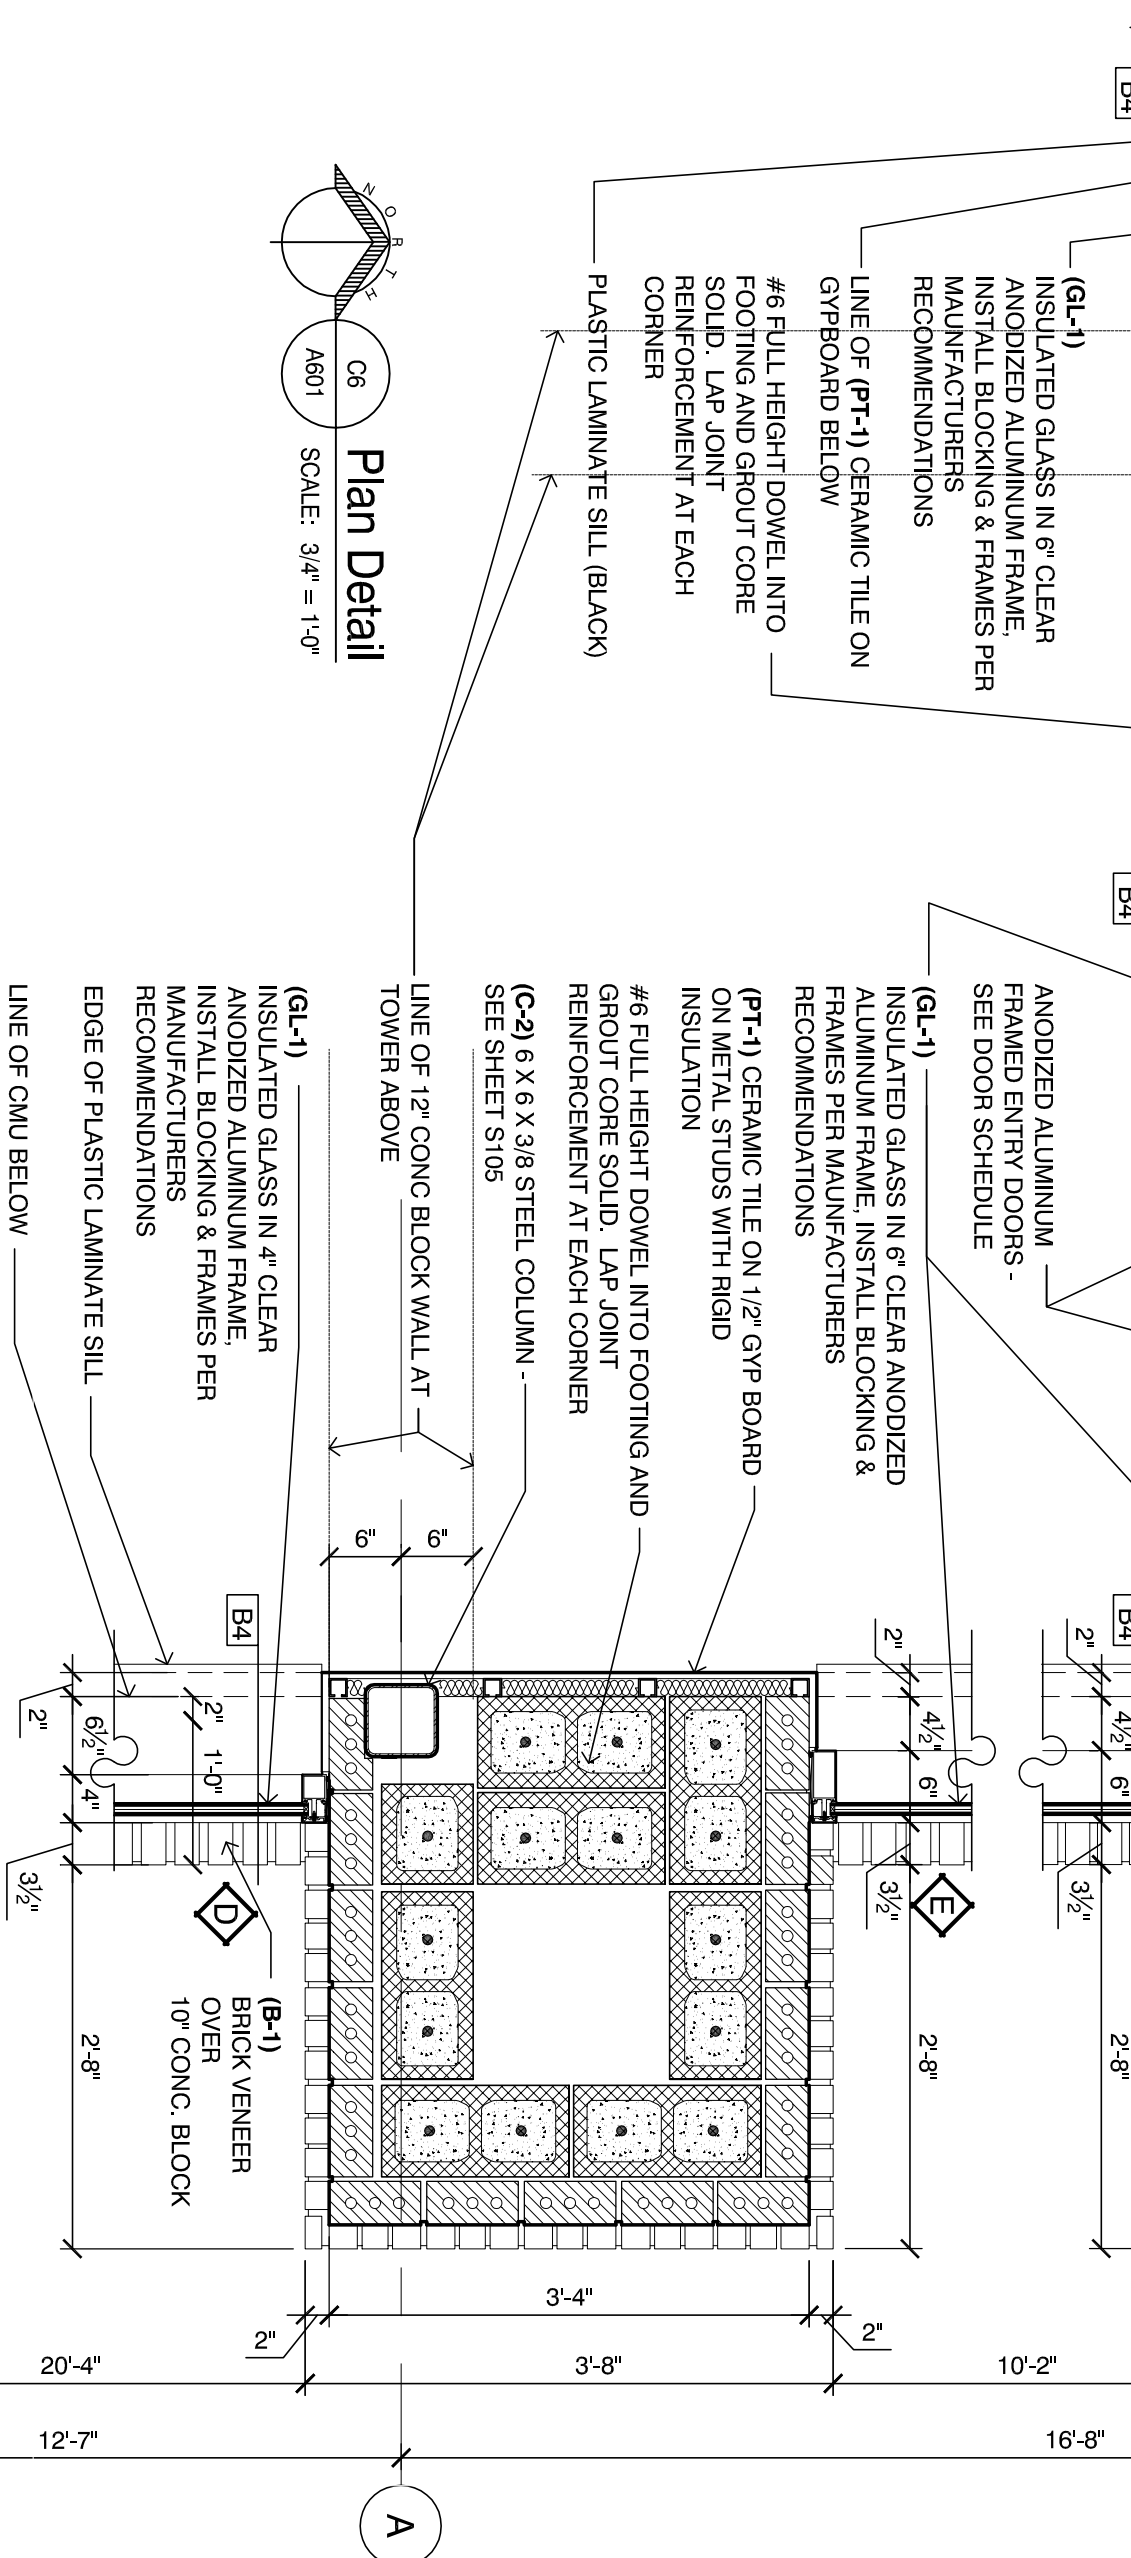 B4
(GL-1)
INSULATED GLASS IN 6" CLEAR
ANODIZED ALUMINUM FRAME,
INSTALL BLOCKING & FRAMES PER
MAUNFACTURERS
RECOMMENDATIONS
LINE OF (PT-1) CERAMIC TILE ON
GYPBOARD BELOW
#6 FULL HEIGHT DOWEL INTO
FOOTING AND GROUT CORE
SOLID. LAP JOINT
REINFORCEMENT AT EACH
CORNER
PLASTIC LAMINATE SILL (BLACK)
NORTH
C6
A601
Plan Detail
SCALE: 3/4" = 1'-0"
B4
ANODIZED ALUMINUM
FRAMED ENTRY DOORS -
SEE DOOR SCHEDULE
(GL-1)
INSULATED GLASS IN 6" CLEAR ANODIZED
ALUMINUM FRAME, INSTALL BLOCKING &
FRAMES PER MAUNFACTURERS
RECOMMENDATIONS
(PT-1) CERAMIC TILE ON 1/2" GYP BOARD
ON METAL STUDS WITH RIGID
INSULATION
#6 FULL HEIGHT DOWEL INTO FOOTING AND
GROUT CORE SOLID. LAP JOINT
REINFORCEMENT AT EACH CORNER
(C-2) 6 X 6 X 3/8 STEEL COLUMN -
SEE SHEET S105
LINE OF 12" CONC BLOCK WALL AT
TOWER ABOVE
(GL-1)
INSULATED GLASS IN 4" CLEAR
ANODIZED ALUMINUM FRAME,
INSTALL BLOCKING & FRAMES PER
MANUFACTURERS
RECOMMENDATIONS
EDGE OF PLASTIC LAMINATE SILL
LINE OF CMU BELOW
6"
6"
B4
B4
2"
4½"
6"
3½"
2'-8"
2"
4½"
6"
3½"
2'-8"
E
2"
1'-0"
2"
6½"
4"
3½"
2'-8"
D
(B-1)
BRICK VENEER
OVER
10" CONC. BLOCK
3'-4"
2"
2"
20'-4"
3'-8"
10'-2"
12'-7"
16'-8"
A